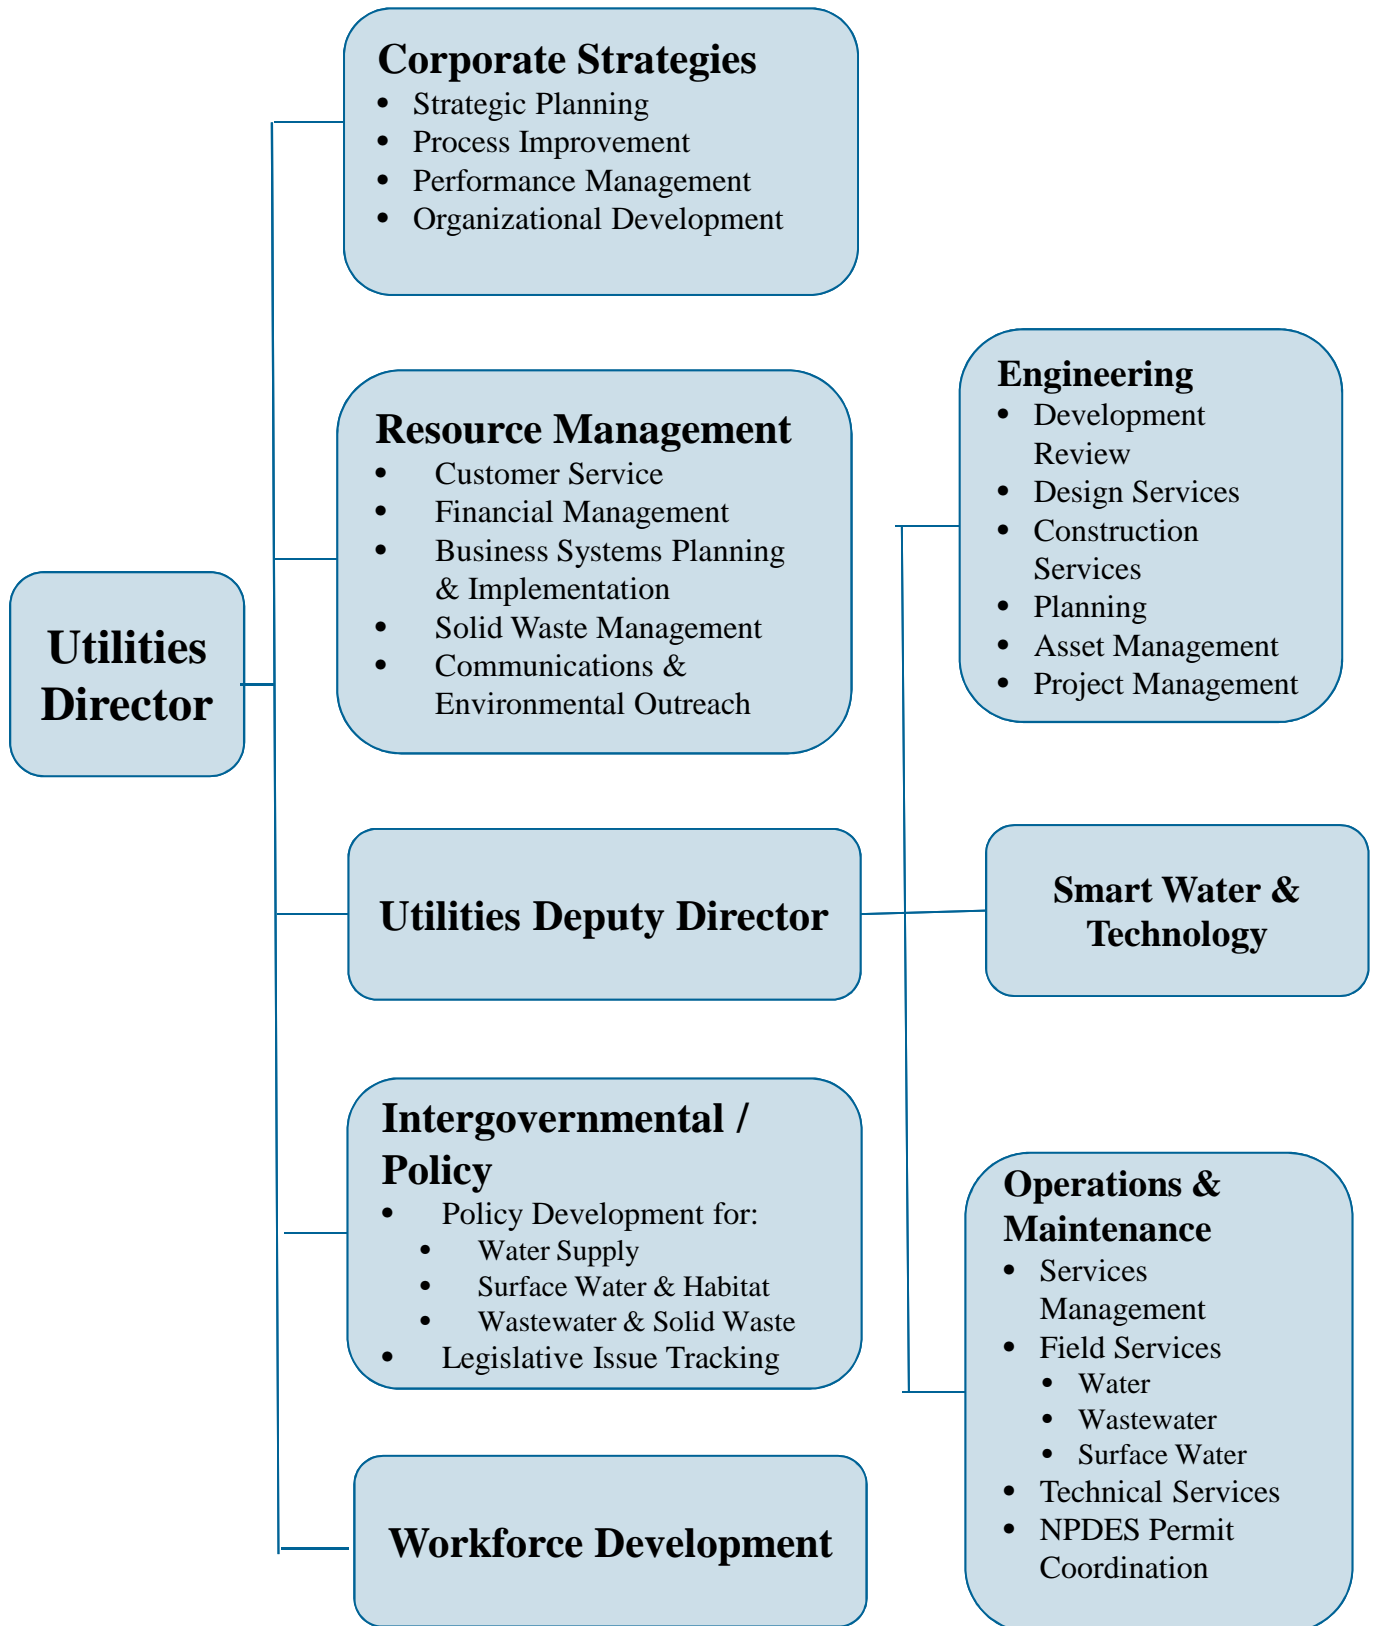 Utilities
Director
Corporate Strategies
• Strategic Planning
• Process Improvement
• Performance Management
• Organizational Development
Resource Management
• Customer Service
• Financial Management
• Business Systems Planning
& Implementation
• Solid Waste Management
• Communications &
Environmental Outreach
Utilities Deputy Director
Intergovernmental /
Policy
• Policy Development for:
• Water Supply
• Surface Water & Habitat
• Wastewater & Solid Waste
• Legislative Issue Tracking
Workforce Development
Engineering
• Development
Review
• Design Services
• Construction
Services
• Planning
• Asset Management
• Project Management
Smart Water &
Technology
Operations &
Maintenance
• Services
Management
• Field Services
• Water
• Wastewater
• Surface Water
• Technical Services
• NPDES Permit
Coordination